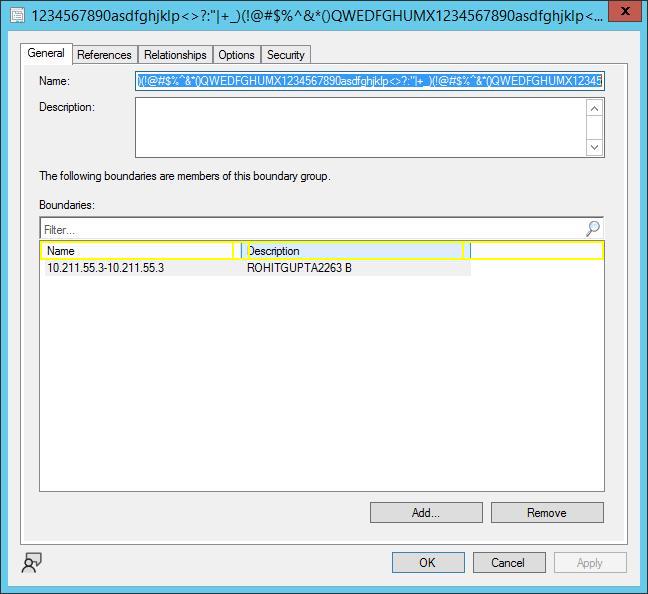 1234567890asdfghjklp<>?:"|+_)(!@#$%^&*()QWEDFGHUMX1234567890asdfghjklp<...
General References Relationships Options Security
Name: )(!@#$%^&*()QWEDFGHUMX1234567890asdfghjklp<>?:"|+_)(!@#$%^&*()QWEDFGHUMX12345
Description:
The following boundaries are members of this boundary group.
Boundaries:
Filter...
Name Description
10.211.55.3-10.211.55.3 ROHITGUPTA2263 B
Add... Remove
OK Cancel Apply